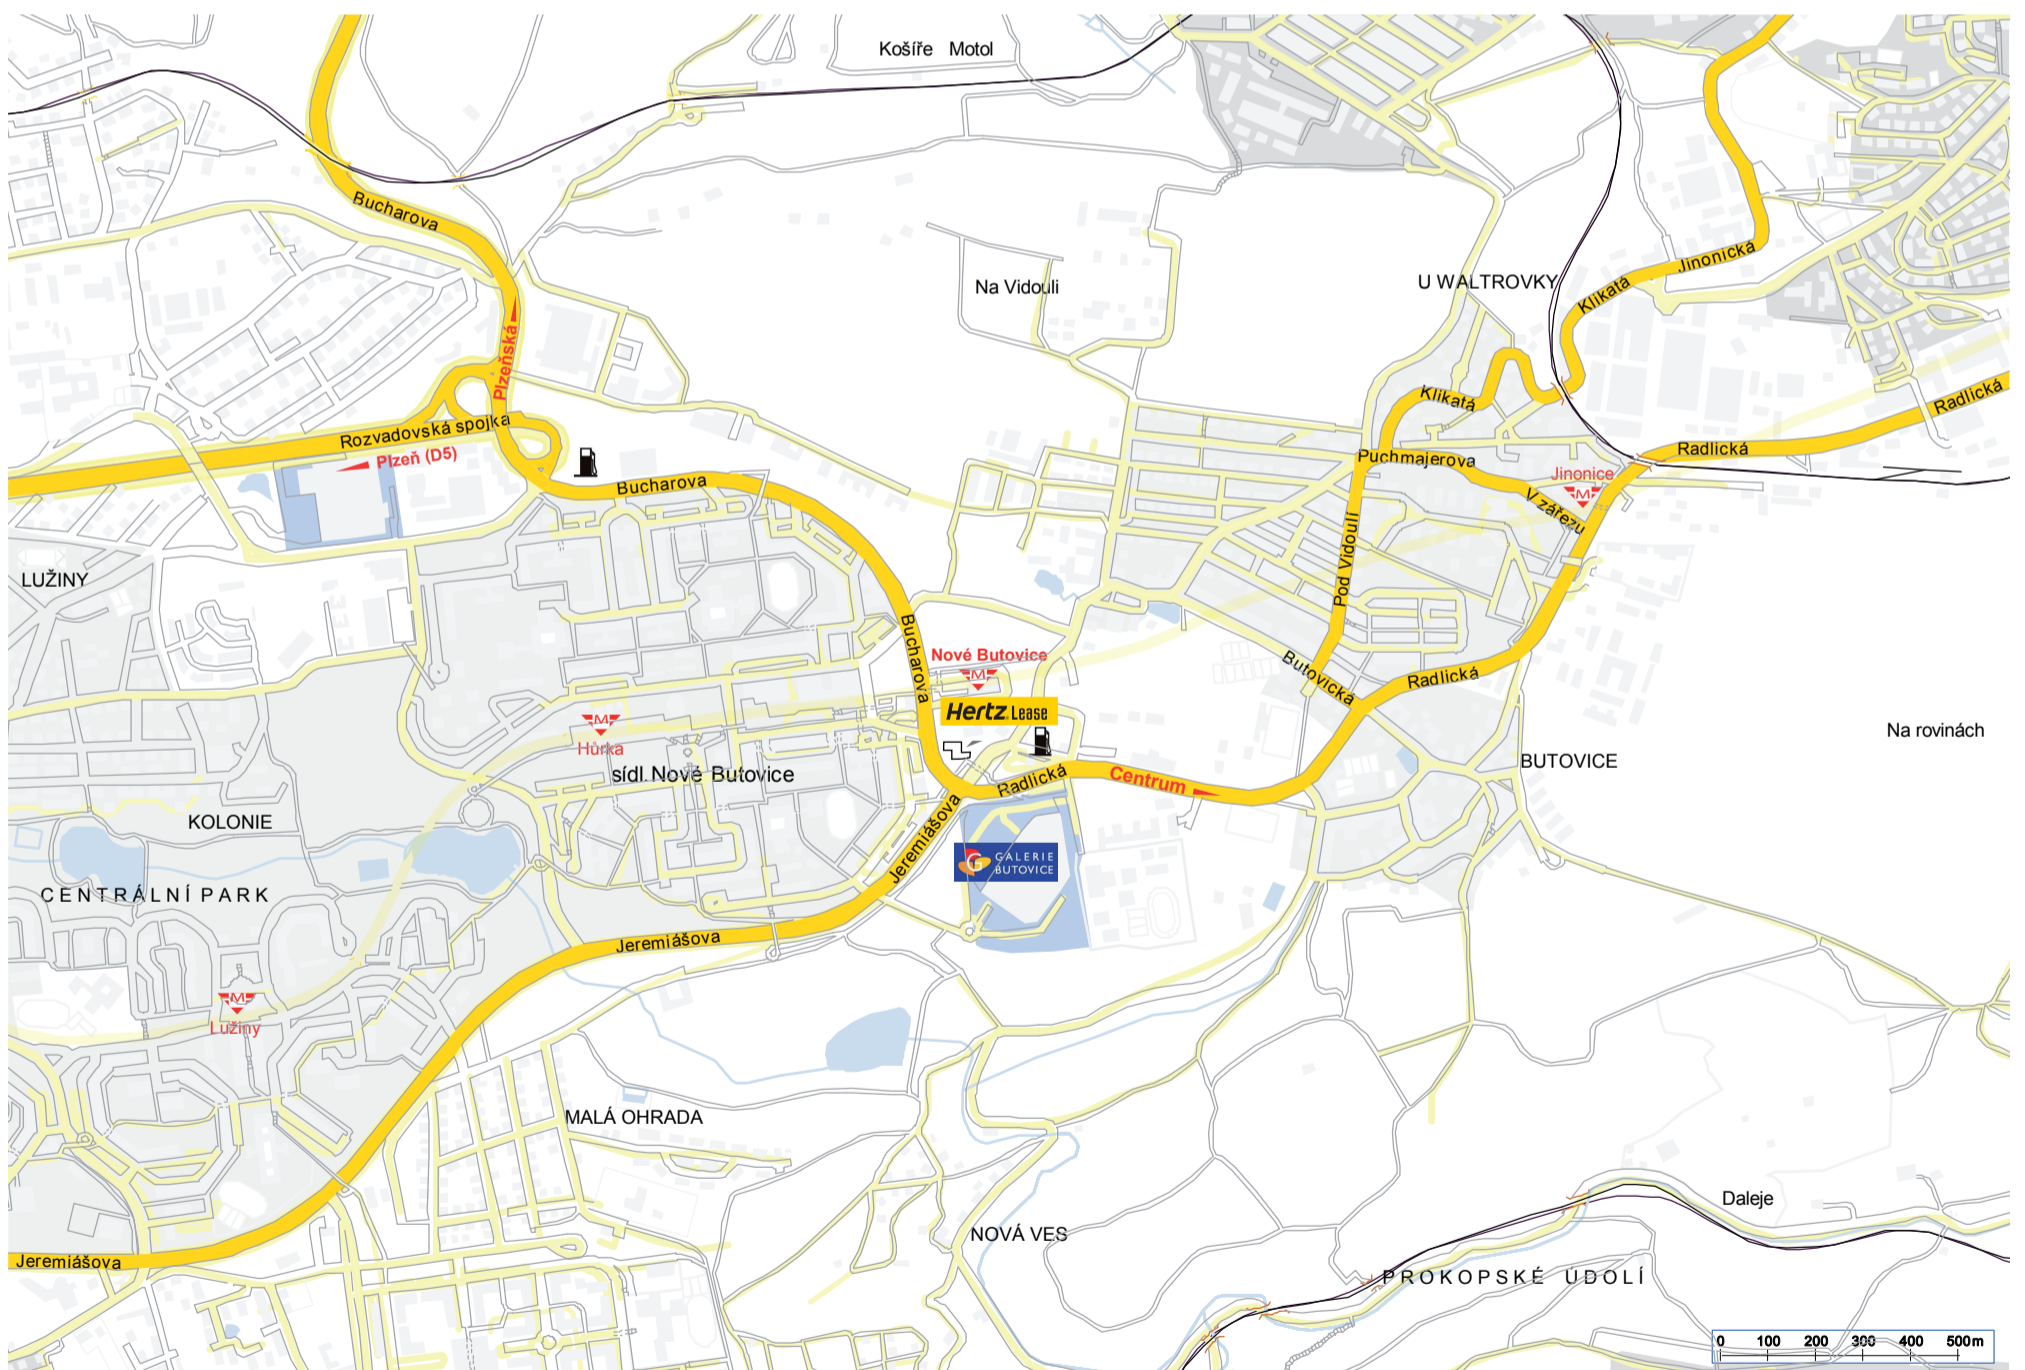 Košíře Motol
Bucharova
Na Vidouli
U WALTROVKY
Jinonická
Klikatá
Plzeňská
Klikatá
Radlická
Rozvadovská spojka
Plzeň (D5)
Bucharova
Puchmajerova
Radlická
Jinonice
M
V zářezu
Pod Vidoulí
LUŽINY
Bucharova
Nové Butovice
M
Butovicka
Radlická
Hertz Lease
M
Hůrka
sídl. Nové Butovice
Na rovinách
BUTOVICE
Radlická
Centrum
KOLONIE
Jeremiášova
G GALERIE
BUTOVICE
CENTRÁLNÍ PARK
Jeremiášova
M
Lužiny
MALÁ OHRADA
Daleje
NOVÁ VES
Jeremiášova
PROKOPSKÉ ÚDOLÍ
0 100 200 300 400 500m